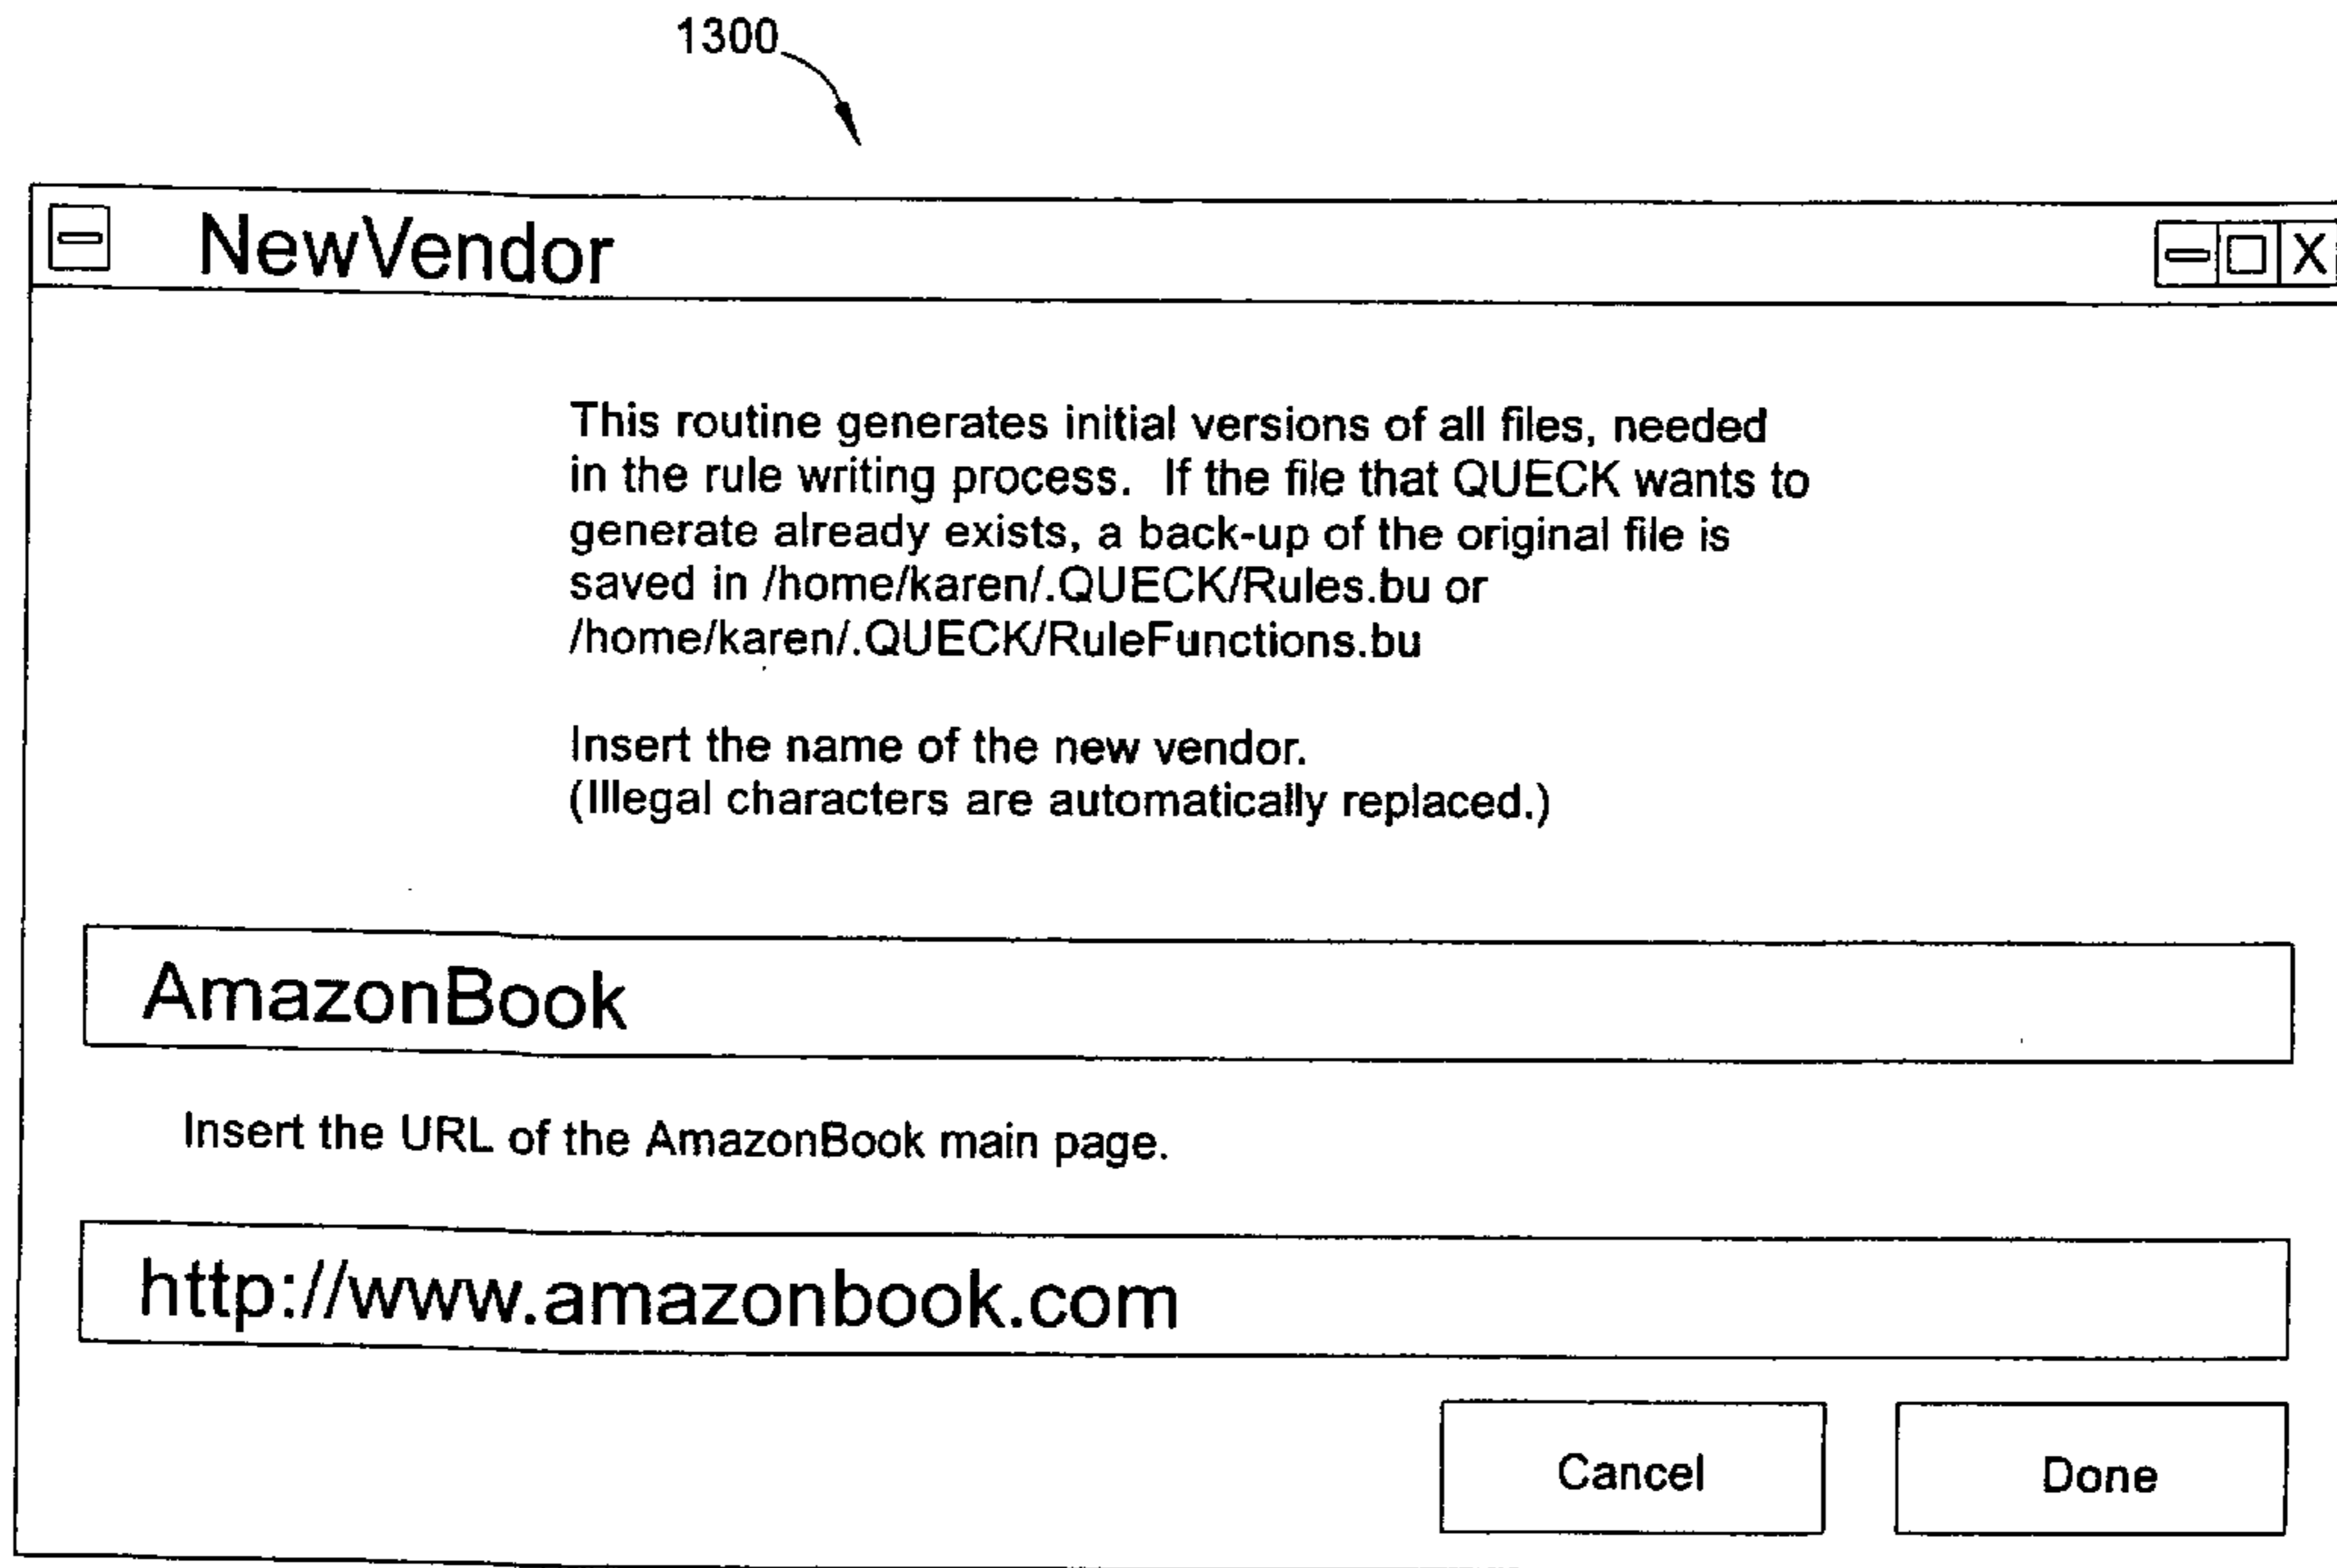 1300
NewVendor
X
This routine generates initial versions of all files, needed
in the rule writing process. If the file that QUECK wants to
generate already exists, a back-up of the original file is
saved in /home/karen/.QUECK/Rules.bu or
/home/karen/.QUECK/RuleFunctions.bu
Insert the name of the new vendor.
(Illegal characters are automatically replaced.)
AmazonBook
Insert the URL of the AmazonBook main page.
http://www.amazonbook.com
Cancel
Done